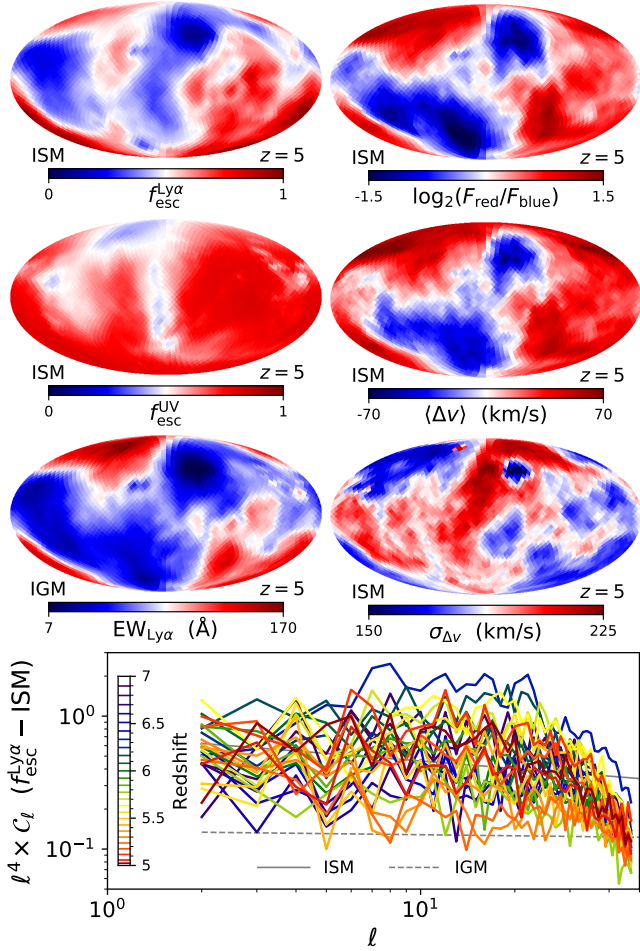 ISM z = 5 ISM z = 5
0 f_esc^Lyα 1 -1.5 log₂(F_red/F_blue) 1.5
ISM z = 5 ISM z = 5
0 f_esc^UV 1 -70 ⟨Δv⟩ (km/s) 70
IGM z = 5 ISM z = 5
7 EW_Lyα (Å) 170 150 σ_Δv (km/s) 225
ℓ⁴ × C_ℓ (f_esc^Lyα − ISM)
10⁰
10⁻¹
7
6.5
6
5.5
5
Redshift
ISM IGM
10⁰ 10¹
ℓ